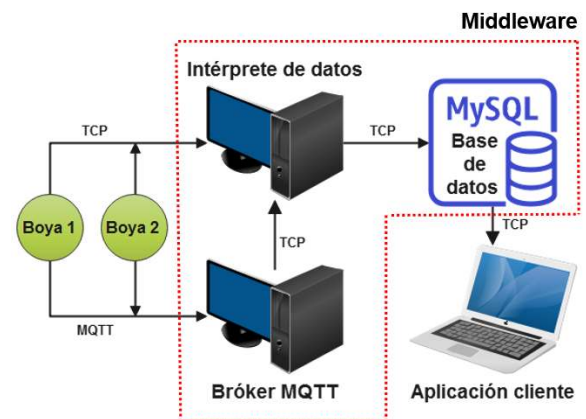 Middleware
Intérprete de datos
MySQL
Base
de
datos
TCP
TCP
Boya 1
Boya 2
TCP
TCP
MQTT
Bróker MQTT
Aplicación cliente